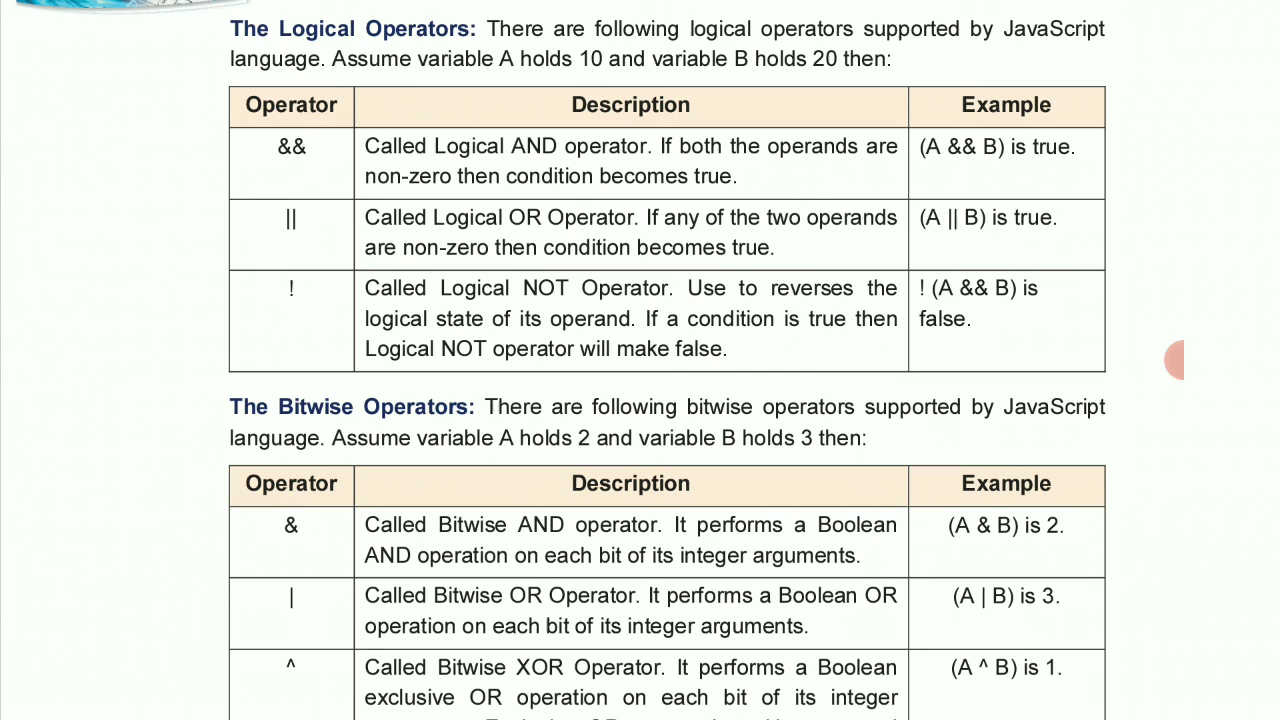 The Logical Operators: There are following logical operators supported by JavaScript
language. Assume variable A holds 10 and variable B holds 20 then:
Operator Description Example
&& Called Logical AND operator. If both the operands are (A && B) is true.
non-zero then condition becomes true.
|| Called Logical OR Operator. If any of the two operands (A || B) is true.
are non-zero then condition becomes true.
! Called Logical NOT Operator. Use to reverses the ! (A && B) is
logical state of its operand. If a condition is true then false.
Logical NOT operator will make false.
The Bitwise Operators: There are following bitwise operators supported by JavaScript
language. Assume variable A holds 2 and variable B holds 3 then:
Operator Description Example
& Called Bitwise AND operator. It performs a Boolean (A & B) is 2.
AND operation on each bit of its integer arguments.
| Called Bitwise OR Operator. It performs a Boolean OR (A | B) is 3.
operation on each bit of its integer arguments.
^ Called Bitwise XOR Operator. It performs a Boolean (A ^ B) is 1.
exclusive OR operation on each bit of its integer